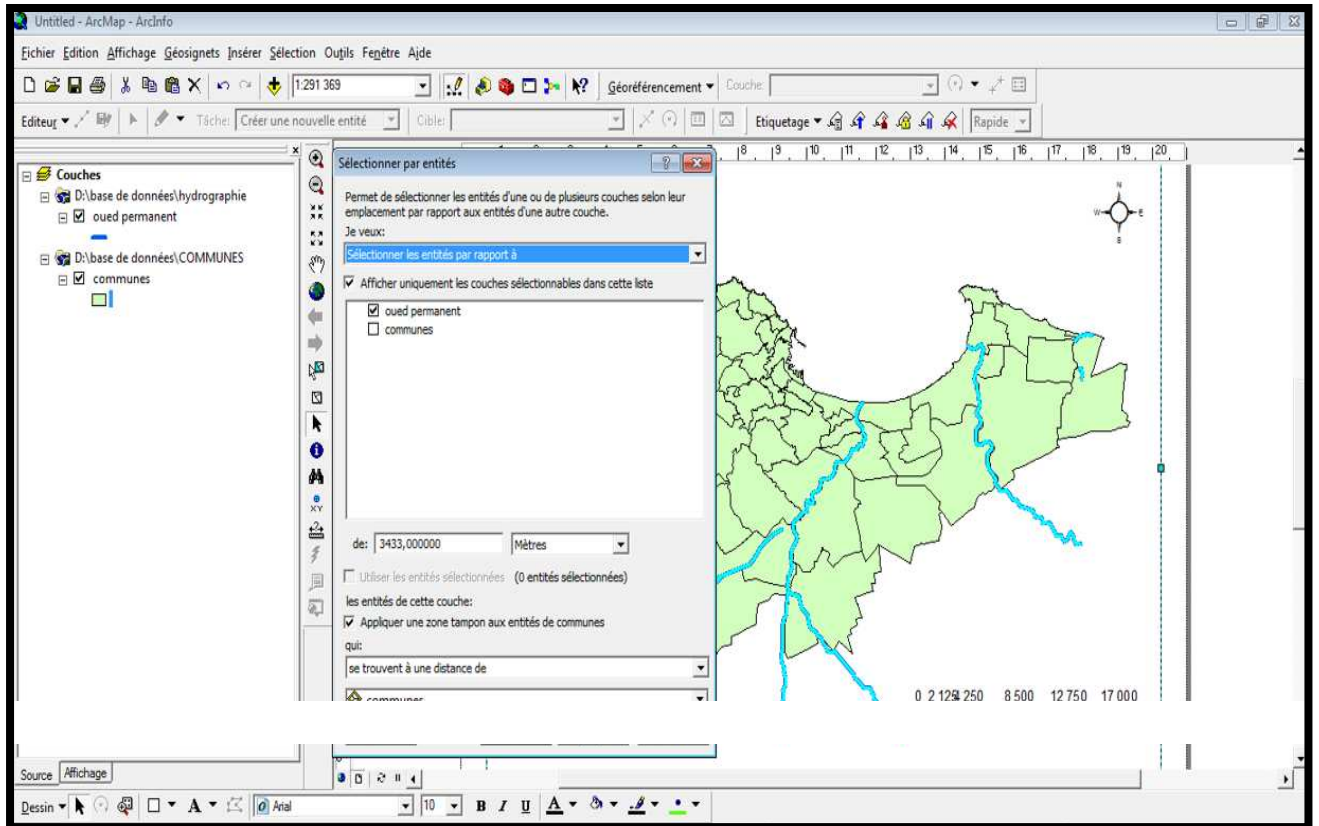 Untitled - ArcMap - ArcInfo
Fichier Edition Affichage Géosignets Insérer Sélection Outils Fenêtre Aide
1:291 369
Géoréférencement
Couche:
Editeur
Tâche: Créer une nouvelle entité
Cible:
Etiquetage
Rapide
Couches
D:\base de données\hydrographie
oued permanent
D:\base de données\COMMUNES
communes
Source Affichage
XY
Sélectionner par entités
Permet de sélectionner les entités d'une ou de plusieurs couches selon leur
emplacement par rapport aux entités d'une autre couche.
Je veux:
Sélectionner les entités par rapport à
Afficher uniquement les couches sélectionnables dans cette liste
oued permanent
communes
de: 3433,000000 Mètres
Utiliser les entités sélectionnées (0 entités sélectionnées)
les entités de cette couche:
Appliquer une zone tampon aux entités de communes
qui:
se trouvent à une distance de
communes
8 9 10 11 12 13 14 15 16 17 18 19 20
N
W E
S
8 500 12 750 17 000
Dessin A Arial 10 B I U A